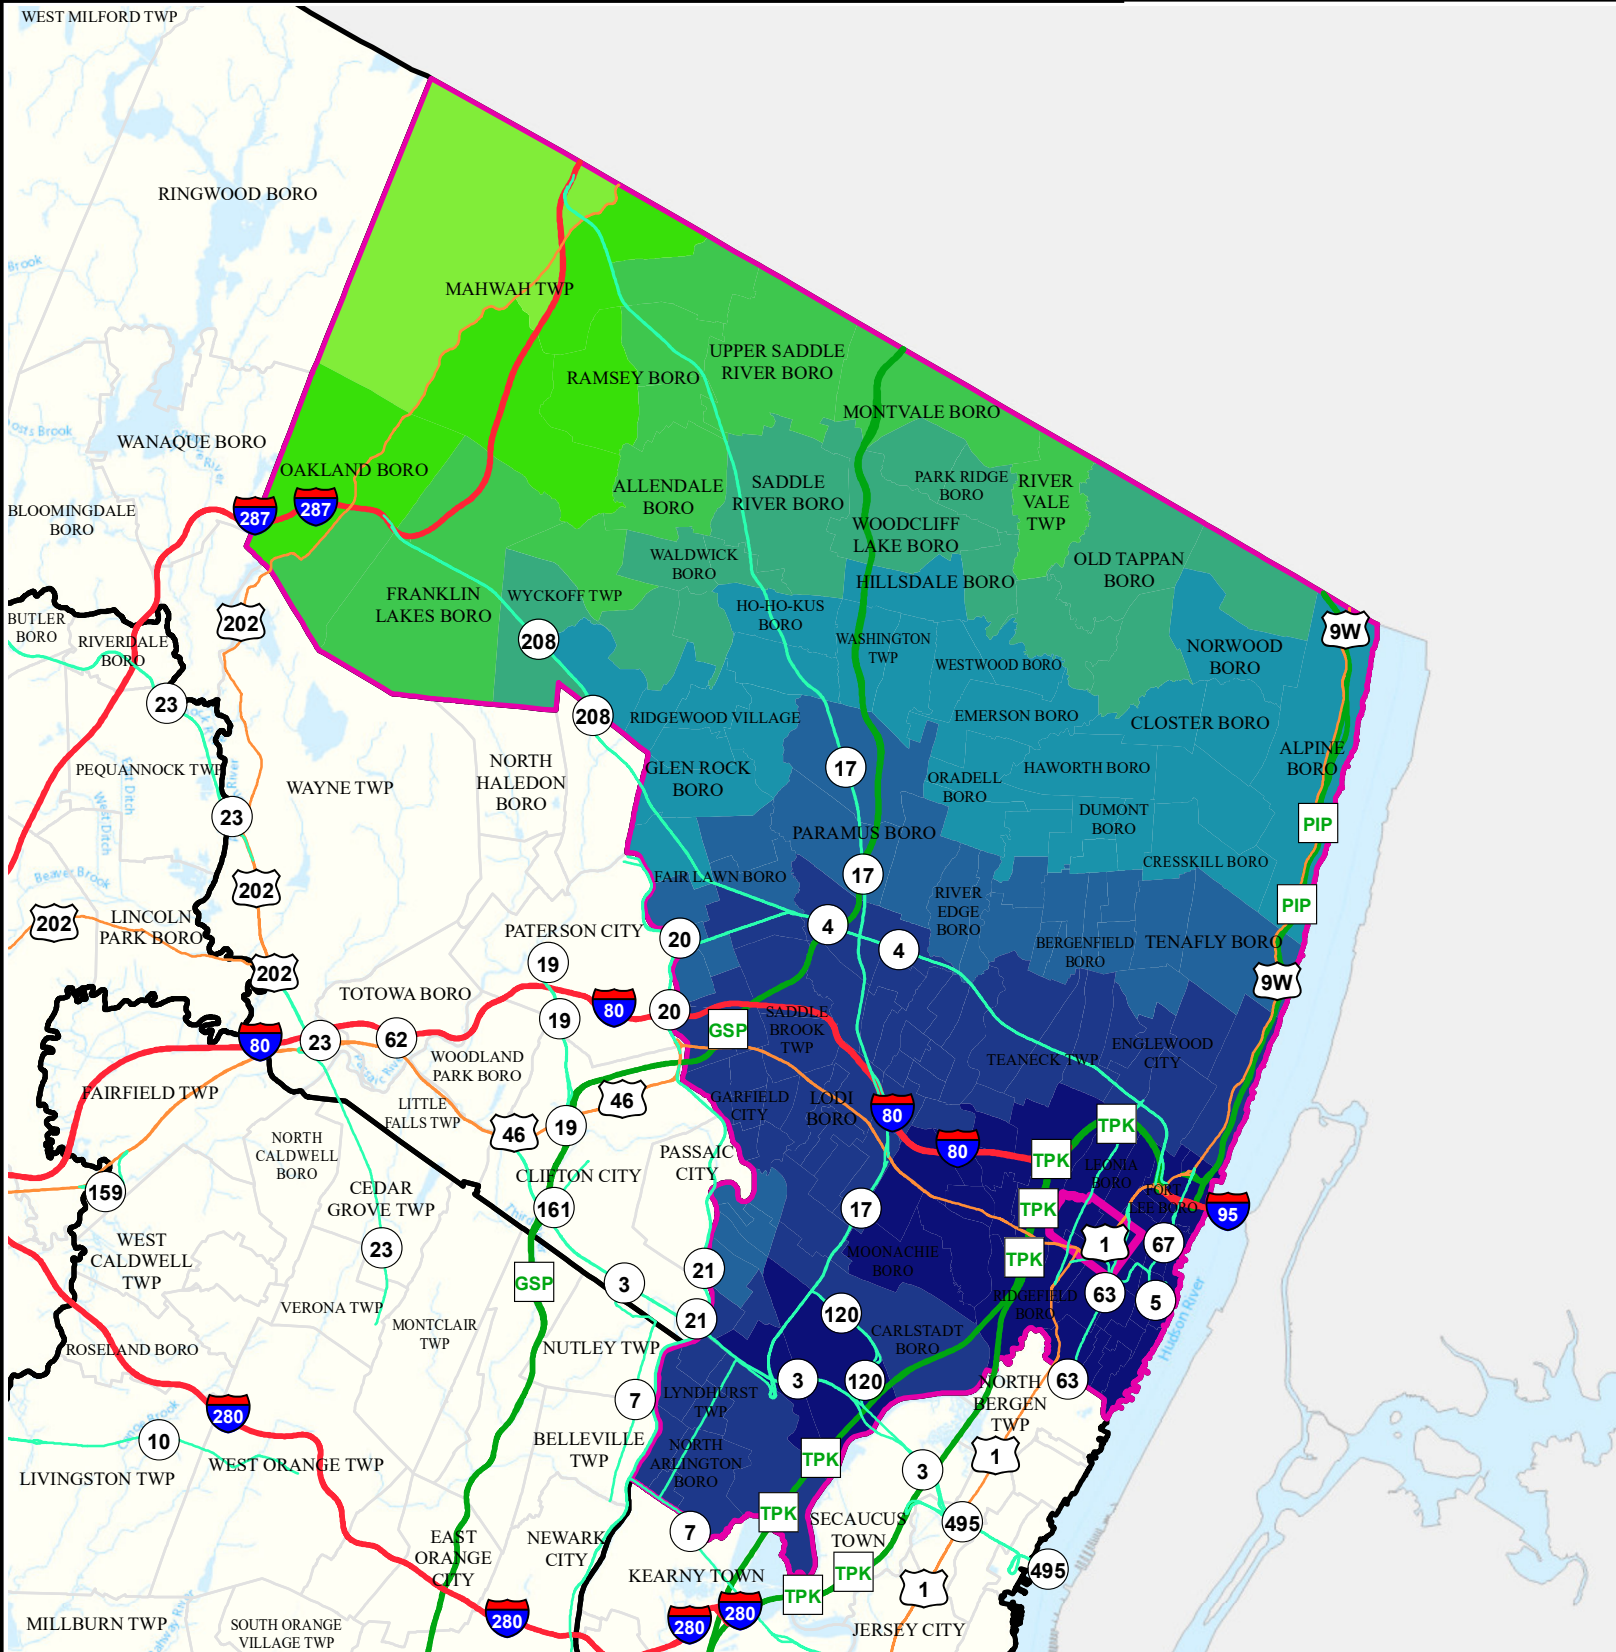 WEST MILFORD TWP
RINGWOOD BORO
MAHWAH TWP
UPPER SADDLE
RIVER BORO
RAMSEY BORO
MONTVALE BORO
WANAQUE BORO
OAKLAND BORO
ALLENDALE
BORO
SADDLE
RIVER BORO
PARK RIDGE
BORO
RIVER
VALE
TWP
BLOOMINGDALE
BORO
287
287
WOODCLIFF
LAKE BORO
WALDWICK
BORO
OLD TAPPAN
BORO
HILLSDALE BORO
FRANKLIN
LAKES BORO
WYCKOFF TWP
HO-HO-KUS
BORO
BUTLER
BORO
RIVERDALE
BORO
202
208
WASHINGTON
TWP
WESTWOOD BORO
NORWOOD
BORO
9W
23
208
RIDGEWOOD VILLAGE
EMERSON BORO
CLOSTER BORO
ALPINE
BORO
PEQUANNOCK TWP
WAYNE TWP
NORTH
HALEDON
BORO
GLEN ROCK
BORO
17
ORADELL
BORO
HAWORTH BORO
DUMONT
BORO
23
PARAMUS BORO
PIP
CRESSKILL BORO
Beaver Brook
West Ditch
202
FAIR LAWN BORO
17
RIVER
EDGE
BORO
PIP
202
LINCOLN
PARK BORO
PATERSON CITY
20
4
4
BERGENFIELD
BORO
TENAFLY BORO
202
19
9W
TOTOWA BORO
80
19
20
GSP
SADDLE
BROOK
TWP
80
23
62
WOODLAND
PARK BORO
TEANECK TWP
ENGLEWOOD
CITY
FAIRFIELD TWP
LITTLE
FALLS TWP
46
46
19
GARFIELD
CITY
LODI
BORO
80
TPK
80
TPK
NORTH
CALDWELL
BORO
PASSAIC
CITY
LEONIA
BORO
CLIFTON CITY
159
CEDAR
GROVE TWP
161
17
TPK
FORT
LEE BORO
95
WEST
CALDWELL
TWP
23
MOONACHIE
BORO
1
67
TPK
21
GSP
3
RIDGEFIELD
BORO
63
5
VERONA TWP
21
120
MONTCLAIR
TWP
CARLSTADT
BORO
Hudson River
ROSELAND BORO
NUTLEY TWP
3
120
63
LYNDHURST
TWP
NORTH
BERGEN
TWP
280
7
10
BELLEVILLE
TWP
NORTH
ARLINGTON
BORO
TPK
1
LIVINGSTON TWP
WEST ORANGE TWP
3
TPK
7
SECAUCUS
TOWN
495
EAST
ORANGE
CITY
NEWARK
CITY
495
KEARNY TOWN
TPK
TPK
1
280
280
280
MILLBURN TWP
SOUTH ORANGE
VILLAGE TWP
JERSEY CITY